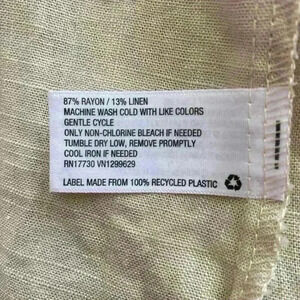 87% RAYON / 13% LINEN
MACHINE WASH COLD WITH LIKE COLORS
GENTLE CYCLE
ONLY NON-CHLORINE BLEACH IF NEEDED
TUMBLE DRY LOW, REMOVE PROMPTLY
COOL IRON IF NEEDED
RN17730 VN1299629
LABEL MADE FROM 100% RECYCLED PLASTIC